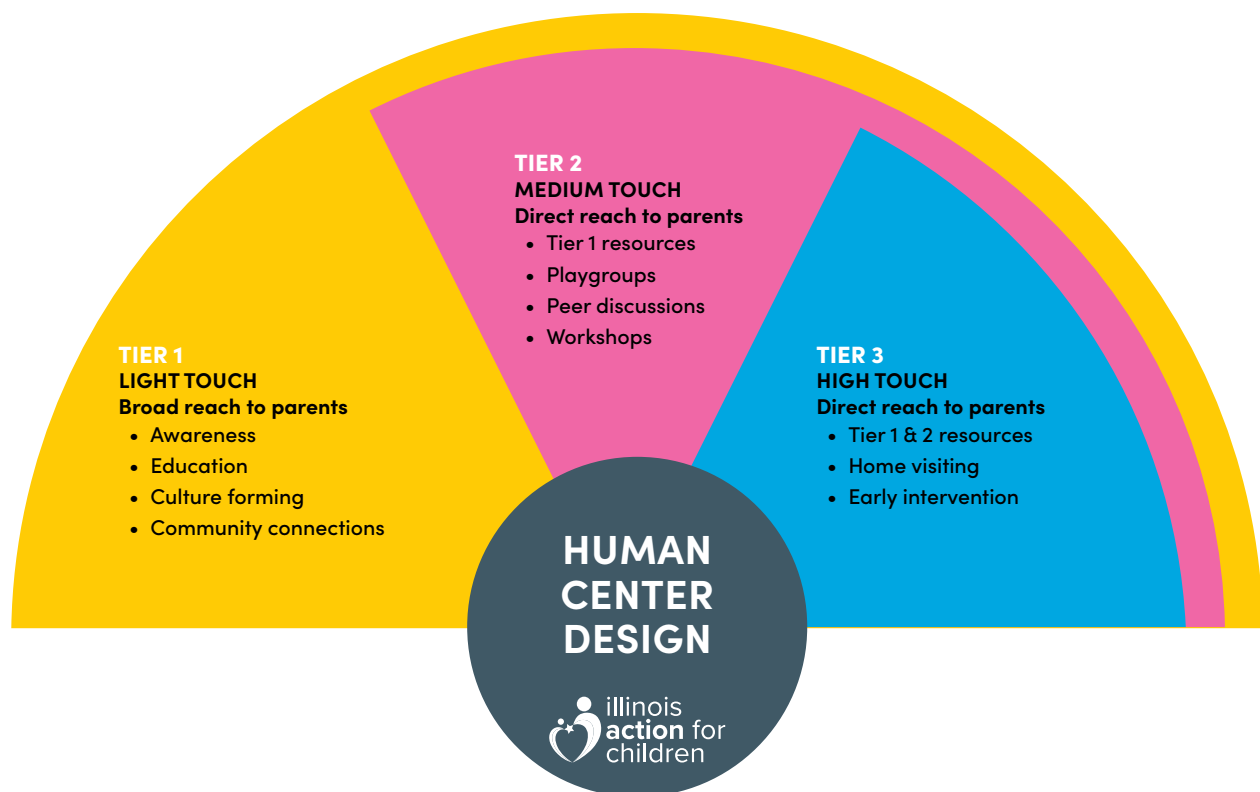 TIER 1
LIGHT TOUCH
Broad reach to parents
• Awareness
• Education
• Culture forming
• Community connections
TIER 2
MEDIUM TOUCH
Direct reach to parents
• Tier 1 resources
• Playgroups
• Peer discussions
• Workshops
TIER 3
HIGH TOUCH
Direct reach to parents
• Tier 1 & 2 resources
• Home visiting
• Early intervention
HUMAN
CENTER
DESIGN
illinois
action for
children